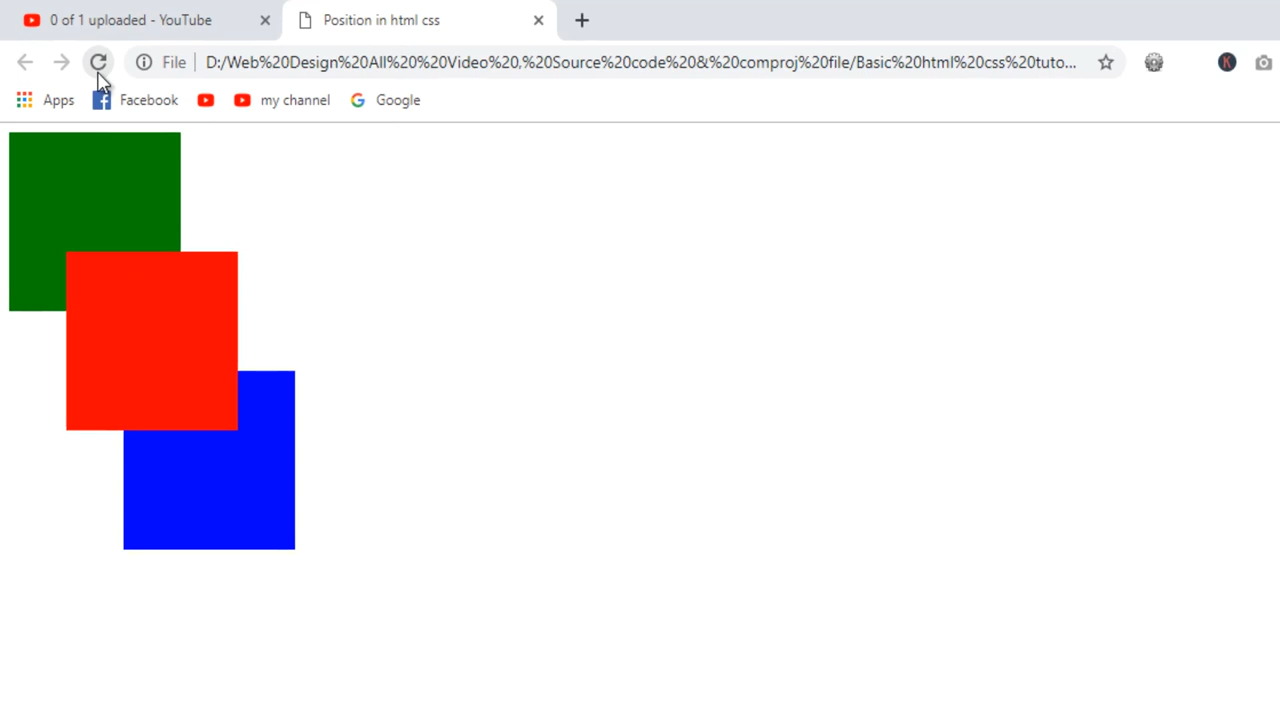 0 of 1 uploaded - YouTube
Position in html css
File
D:/Web%20Design%20All%20%20Video%20,%20Source%20code%20&%20comproj%20file/Basic%20html%20css%20tuto...
Apps
Facebook
my channel
Google
K